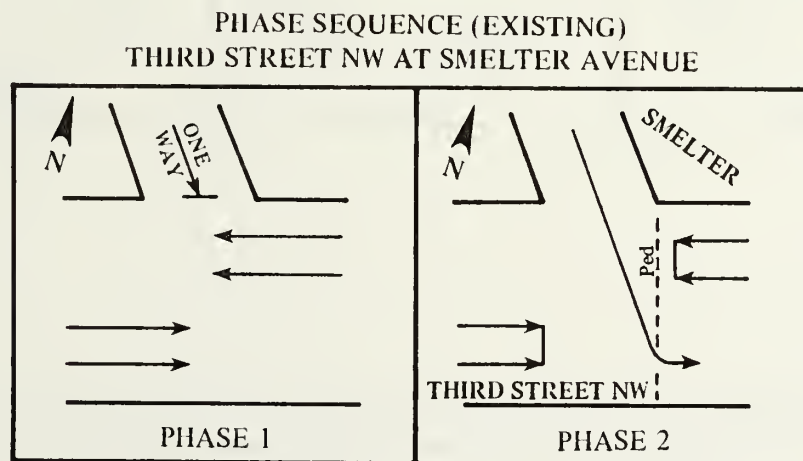 PHASE SEQUENCE (EXISTING)
THIRD STREET NW AT SMELTER AVENUE
N
ONE
WAY
PHASE 1
N
SMELTER
Ped
THIRD STREET NW
PHASE 2